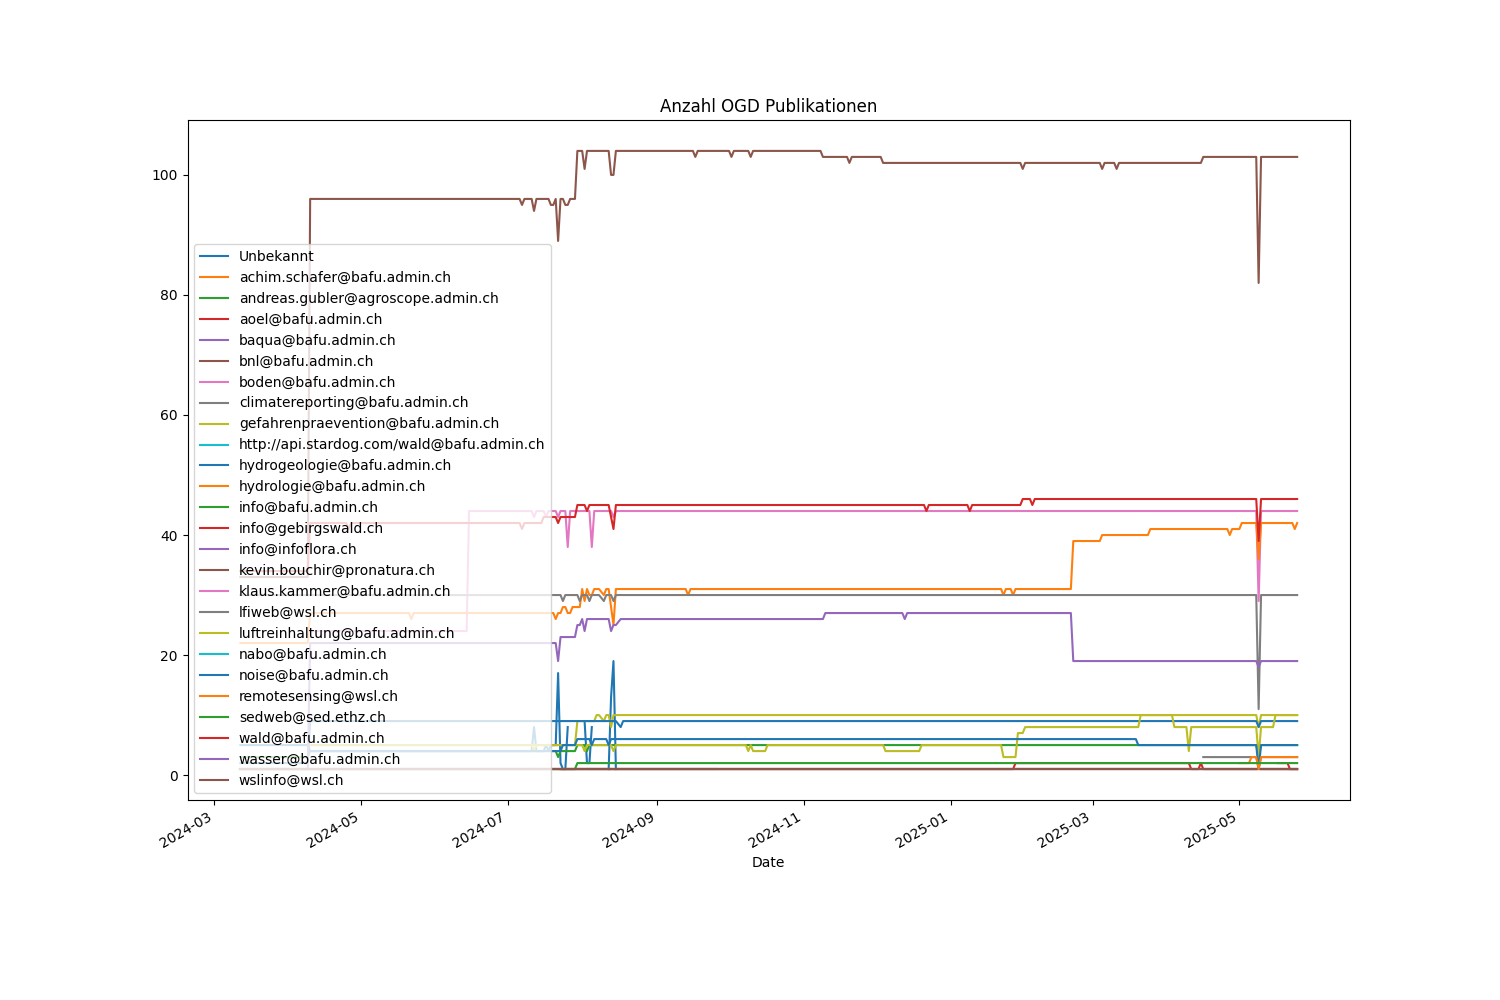 Anzahl OGD Publikationen
100
80
60
40
20
0
Unbekannt
achim.schafer@bafu.admin.ch
andreas.gubler@agroscope.admin.ch
aoel@bafu.admin.ch
baqua@bafu.admin.ch
bnl@bafu.admin.ch
boden@bafu.admin.ch
climatereporting@bafu.admin.ch
gefahrenpraevention@bafu.admin.ch
http://api.stardog.com/wald@bafu.admin.ch
hydrogeologie@bafu.admin.ch
hydrologie@bafu.admin.ch
info@bafu.admin.ch
info@gebirgswald.ch
info@infoflora.ch
kevin.bouchir@pronatura.ch
klaus.kammer@bafu.admin.ch
lfiweb@wsl.ch
luftreinhaltung@bafu.admin.ch
nabo@bafu.admin.ch
noise@bafu.admin.ch
remotesensing@wsl.ch
sedweb@sed.ethz.ch
wald@bafu.admin.ch
wasser@bafu.admin.ch
wslinfo@wsl.ch
2024-03
2024-05
2024-07
2024-09
2024-11
2025-01
2025-03
2025-05
Date